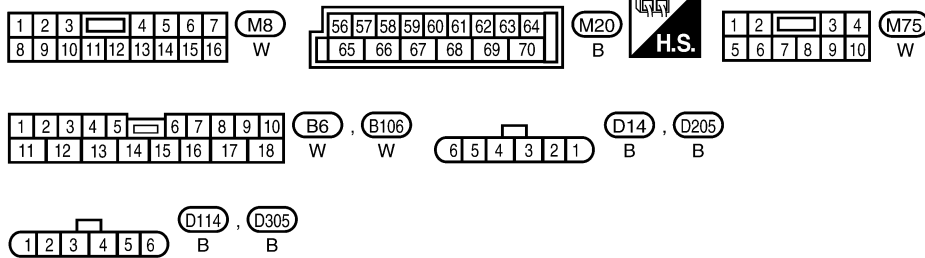 1 2 3 4 5 6 7 M8
8 9 10 11 12 13 14 15 16 W
56 57 58 59 60 61 62 63 64 M20
65 66 67 68 69 70 B
H.S.
1 2 3 4 M75
5 6 7 8 9 10 W
1 2 3 4 5 6 7 8 9 10 B6 , B106
11 12 13 14 15 16 17 18 W W
6 5 4 3 2 1 D14 , D205
B B
1 2 3 4 5 6 D114 , D305
B B